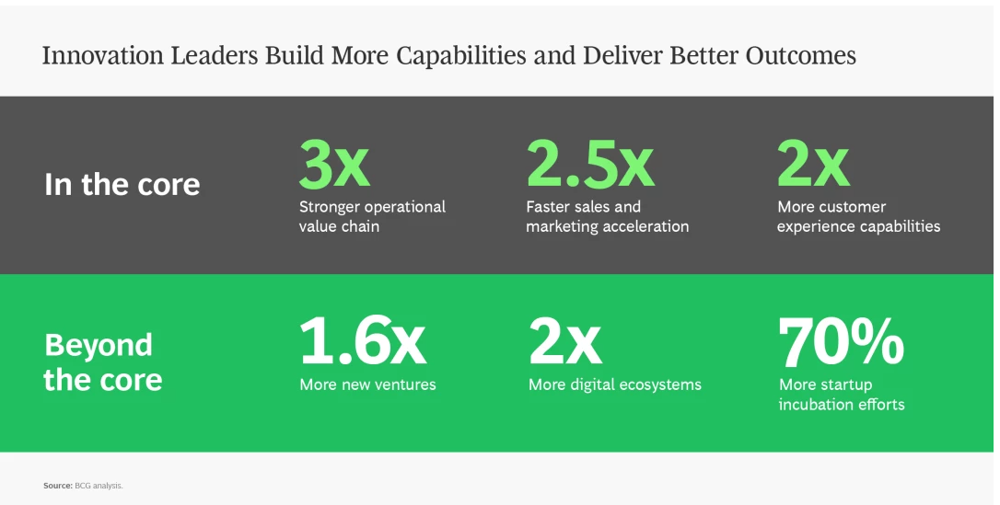 Innovation Leaders Build More Capabilities and Deliver Better Outcomes
In the core
3x
Stronger operational
value chain
2.5x
Faster sales and
marketing acceleration
2x
More customer
experience capabilities
Beyond
the core
1.6x
More new ventures
2x
More digital ecosystems
70%
More startup
incubation efforts
Source: BCG analysis.